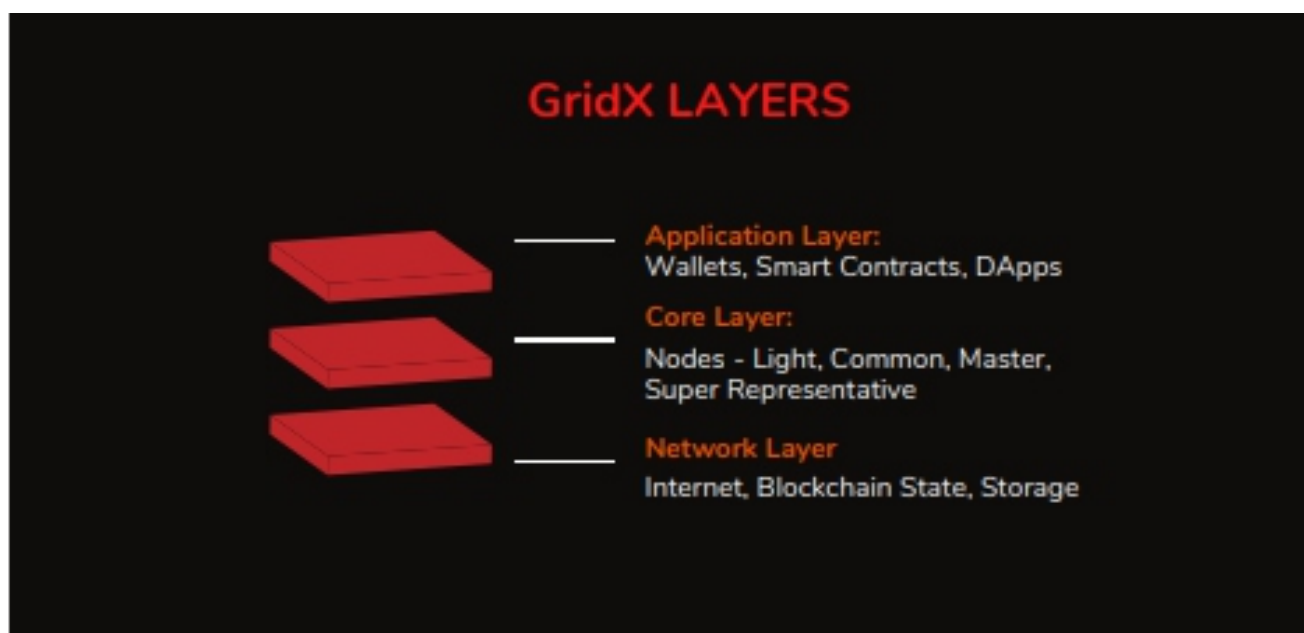 GridX LAYERS
Application Layer:
Wallets, Smart Contracts, DApps
Core Layer:
Nodes - Light, Common, Master,
Super Representative
Network Layer
Internet, Blockchain State, Storage